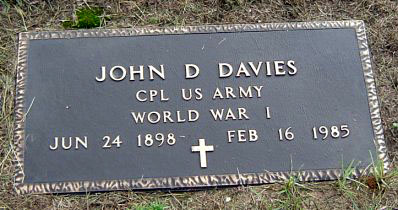 JOHN D DAVIES
CPL US ARMY
WORLD WAR I
JUN 24 1898 - FEB 16 1985